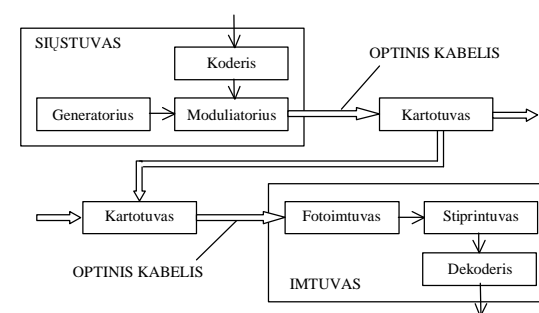 SIŲSTUVAS
Koderis
OPTINIS KABELIS
Generatorius
Moduliatorius
Kartotuvas
Kartotuvas
Fotoimtuvas
Stiprintuvas
OPTINIS KABELIS
Dekoderis
IMTUVAS